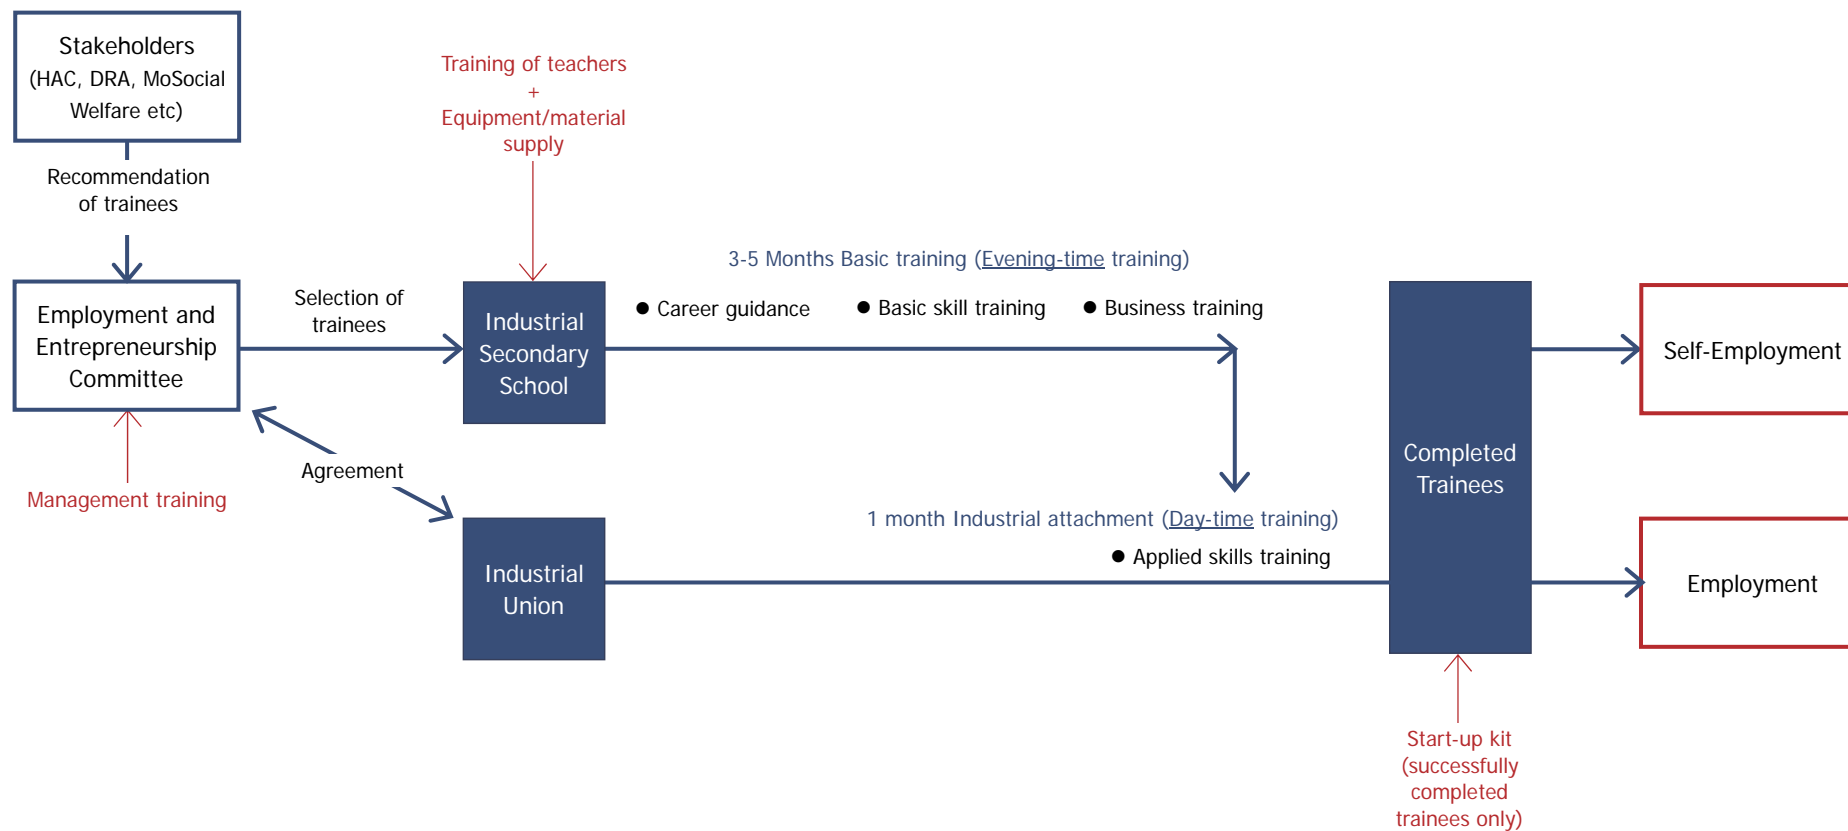 Stakeholders
(HAC, DRA, MoSocial
Welfare etc)
Recommendation
of trainees
Employment and
Entrepreneurship
Committee
Management training
Selection of
trainees
Agreement
Training of teachers
+
Equipment/material
supply
Industrial
Secondary
School
Industrial
Union
3-5 Months Basic training (Evening-time training)
● Career guidance ● Basic skill training ● Business training
1 month Industrial attachment (Day-time training)
● Applied skills training
Completed
Trainees
Start-up kit
(successfully
completed
trainees only)
Self-Employment
Employment